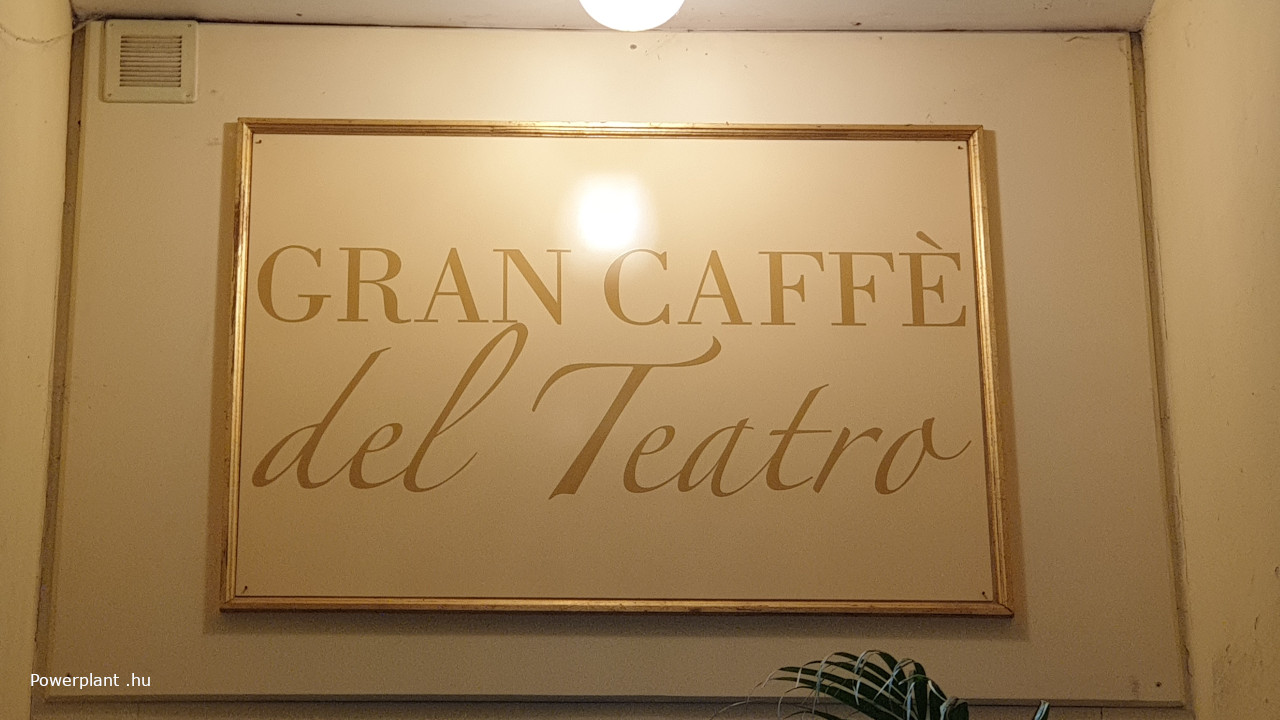 GRAN CAFFÈ
del Teatro
Powerplant .hu